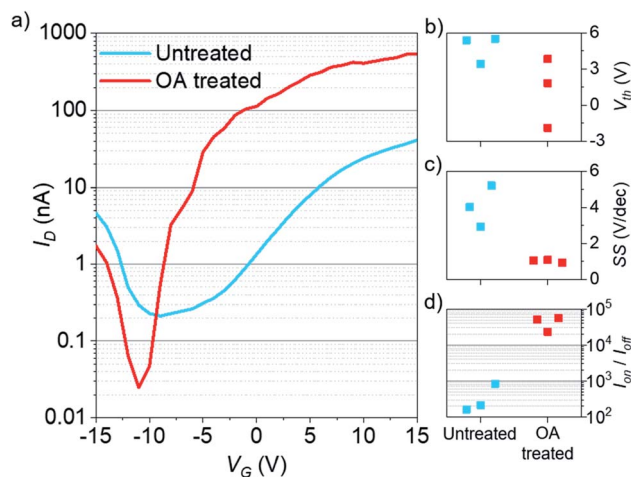 a)
1000
100
10
1
0.1
0.01
I_D (nA)
Untreated
OA treated
-15 -10 -5 0 5 10 15
V_G (V)
b)
6
3
0
-3
V_th (V)
c)
6
4
2
0
SS (V/dec)
d)
10^5
10^4
10^3
10^2
I_on / I_off
Untreated OA
treated